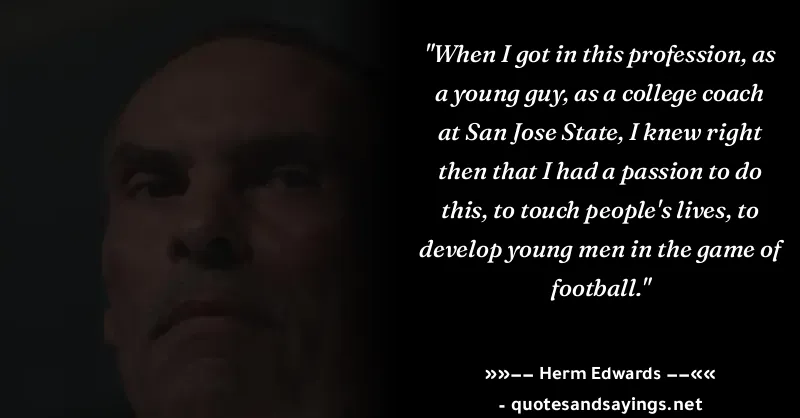 "When I got in this profession, as
a young guy, as a college coach
at San Jose State, I knew right
then that I had a passion to do
this, to touch people's lives, to
develop young men in the game of
football."
»»−− Herm Edwards −−««
- quotesandsayings.net